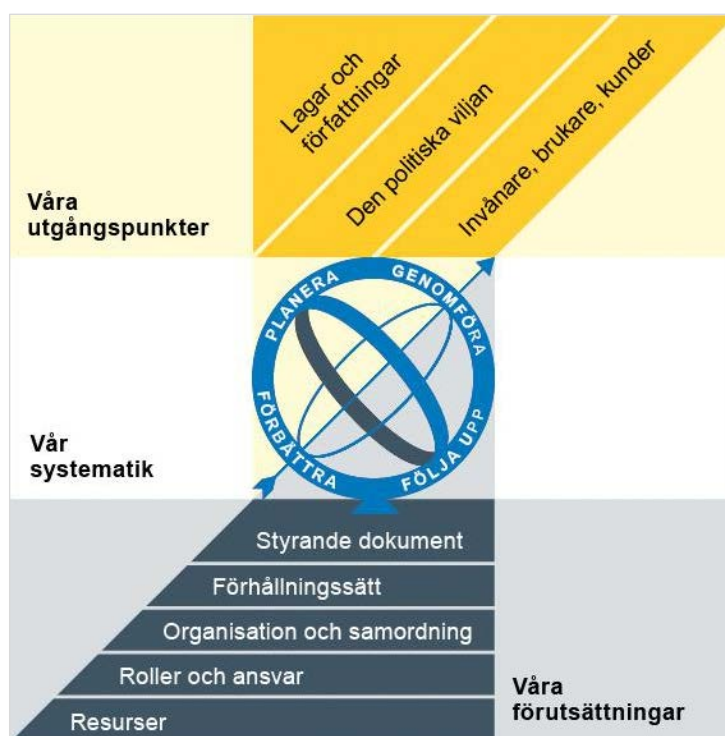 Lagar och
författningar
Den politiska viljan
Invånare, brukare, kunder
Våra
utgångspunkter
PLANERA
GENOMFÖRA
FÖRBÄTTRA
FÖLJA UPP
Vår
systematik
Styrande dokument
Förhållningssätt
Organisation och samordning
Roller och ansvar
Resurser
Våra
förutsättningar